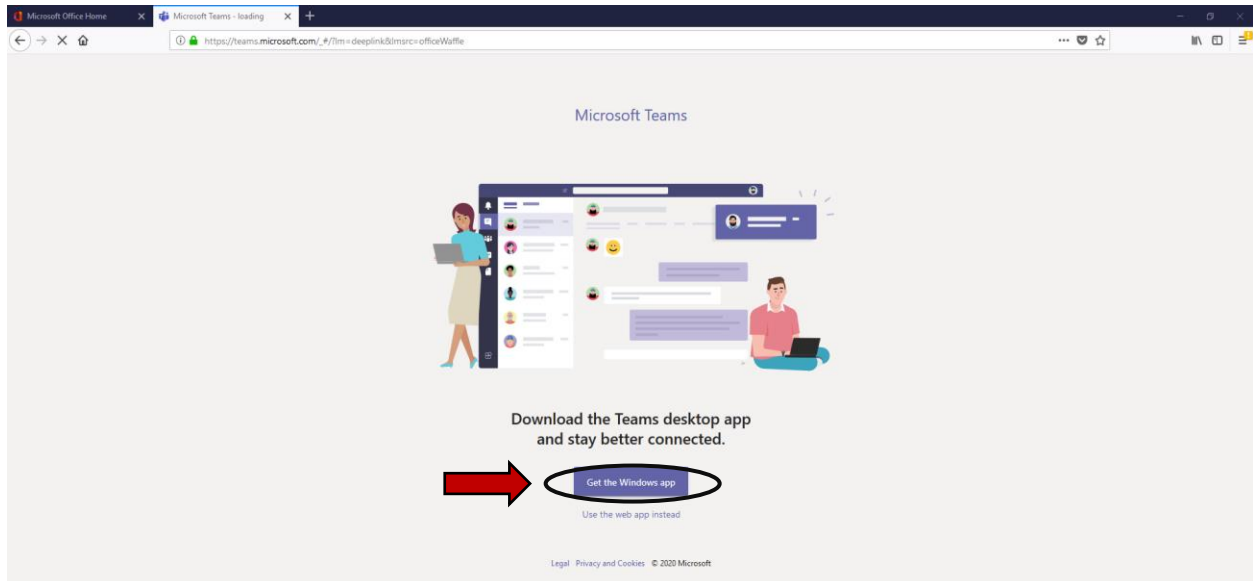 Microsoft Office Home
Microsoft Teams - loading
https://teams.microsoft.com/_#/?lm=deeplink&lmsrc=officeWaffle
Microsoft Teams
Download the Teams desktop app
and stay better connected.
Get the Windows app
Use the web app instead
Legal Privacy and Cookies © 2020 Microsoft